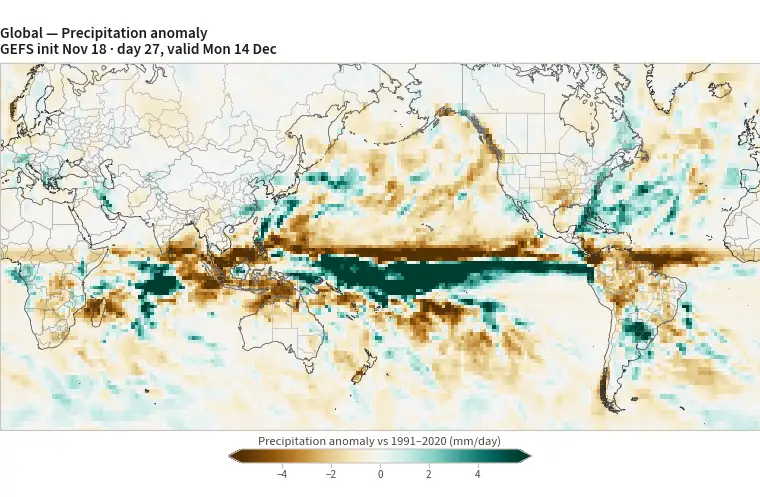 Global — Precipitation anomaly
GEFS init Nov 18 · day 27, valid Mon 14 Dec
Precipitation anomaly vs 1991–2020 (mm/day)
−4 −2 0 2 4